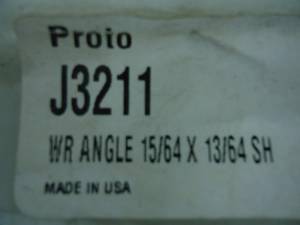 Proto
J3211
WR ANGLE 15/64 X 13/64 SH
MADE IN USA